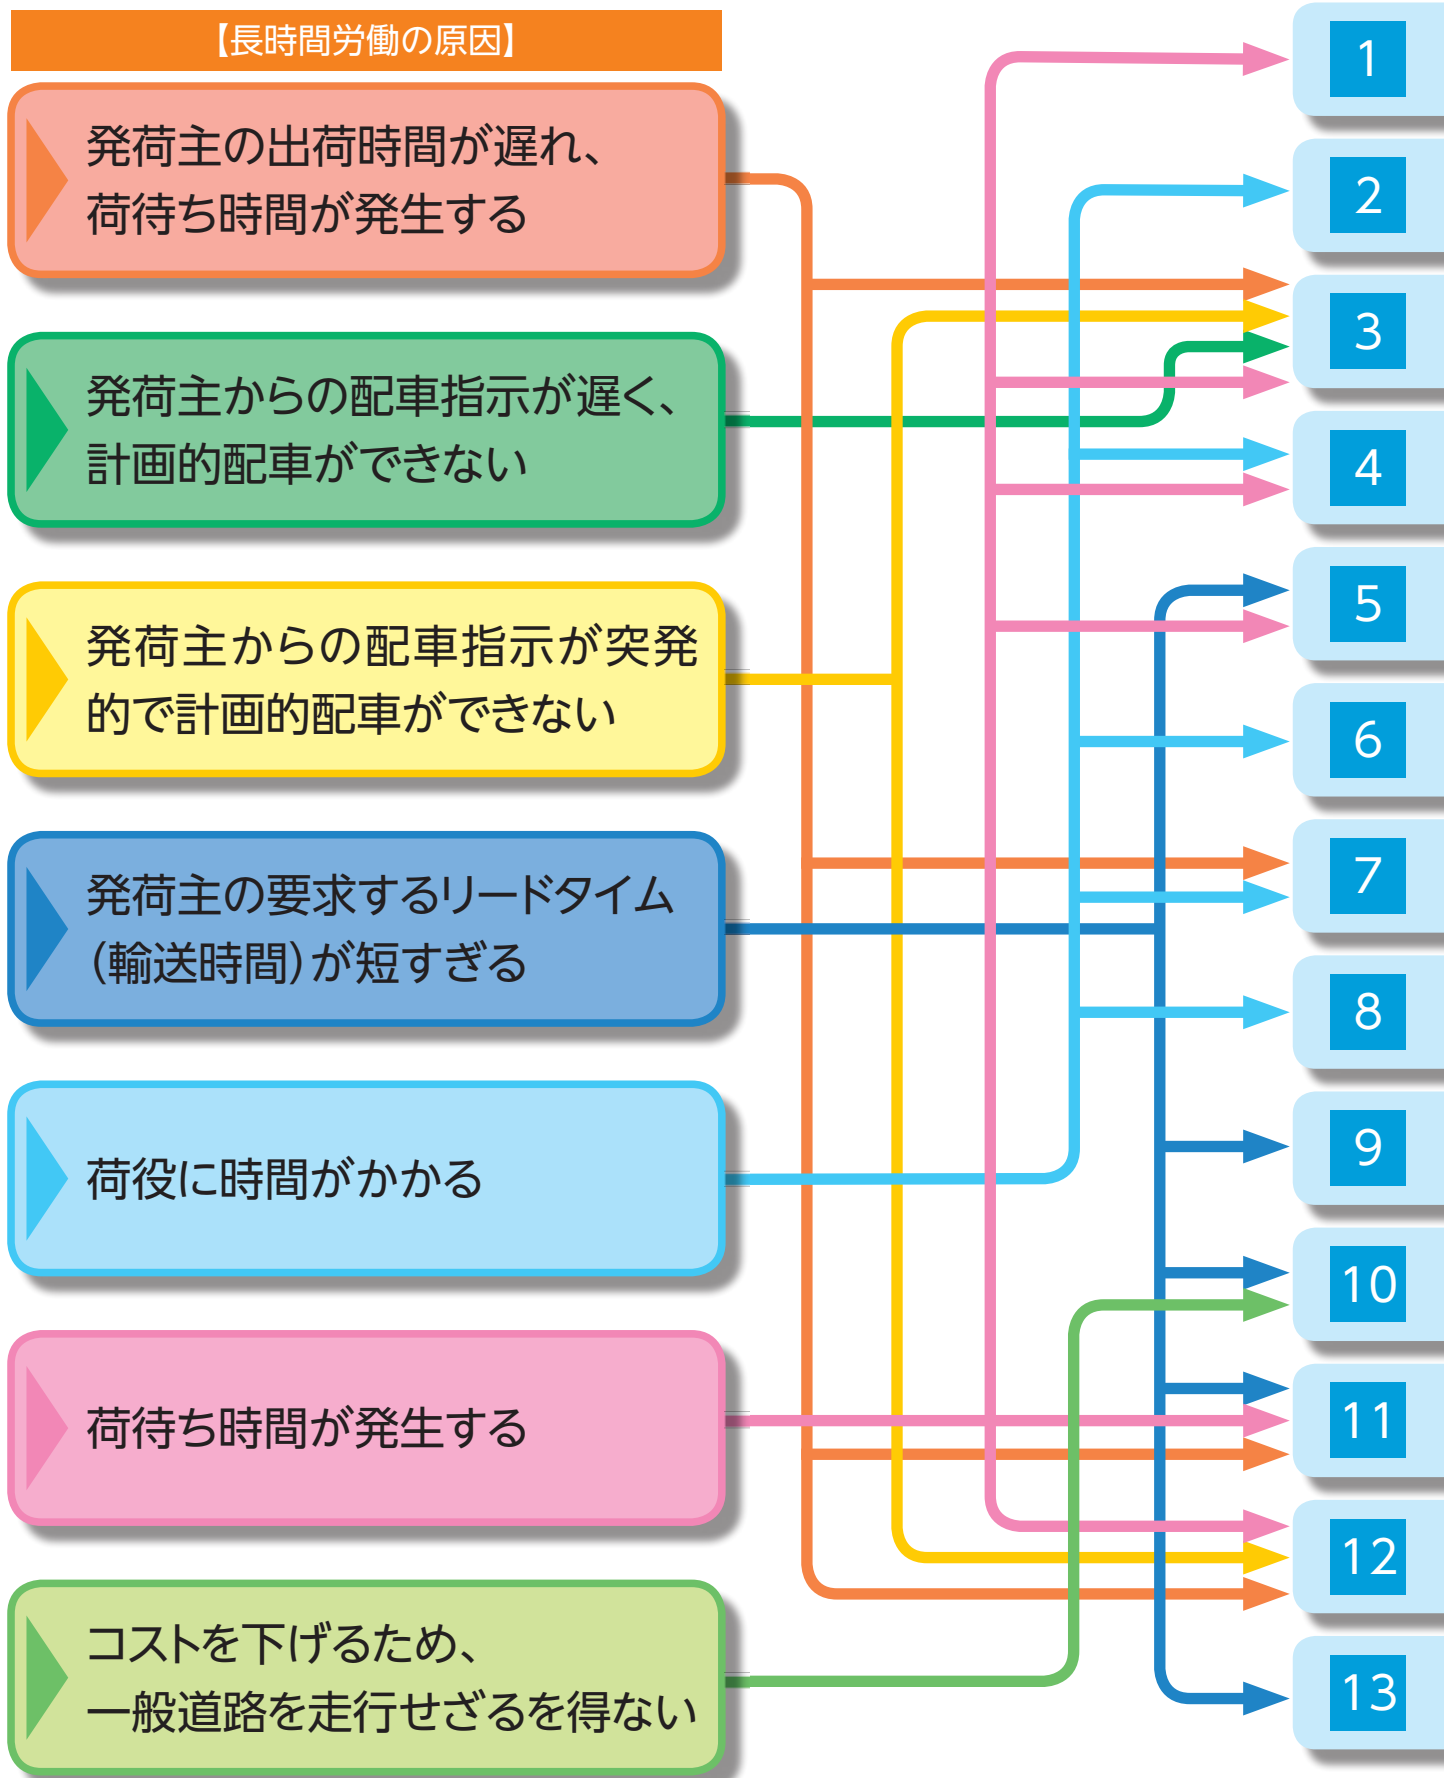 【長時間労働の原因】
発荷主の出荷時間が遅れ、
荷待ち時間が発生する
発荷主からの配車指示が遅く、
計画的配車ができない
発荷主からの配車指示が突発
的で計画的配車ができない
発荷主の要求するリードタイム
（輸送時間）が短すぎる
荷役に時間がかかる
荷待ち時間が発生する
コストを下げるため、
一般道路を走行せざるを得ない
1
2
3
4
5
6
7
8
9
10
11
12
13